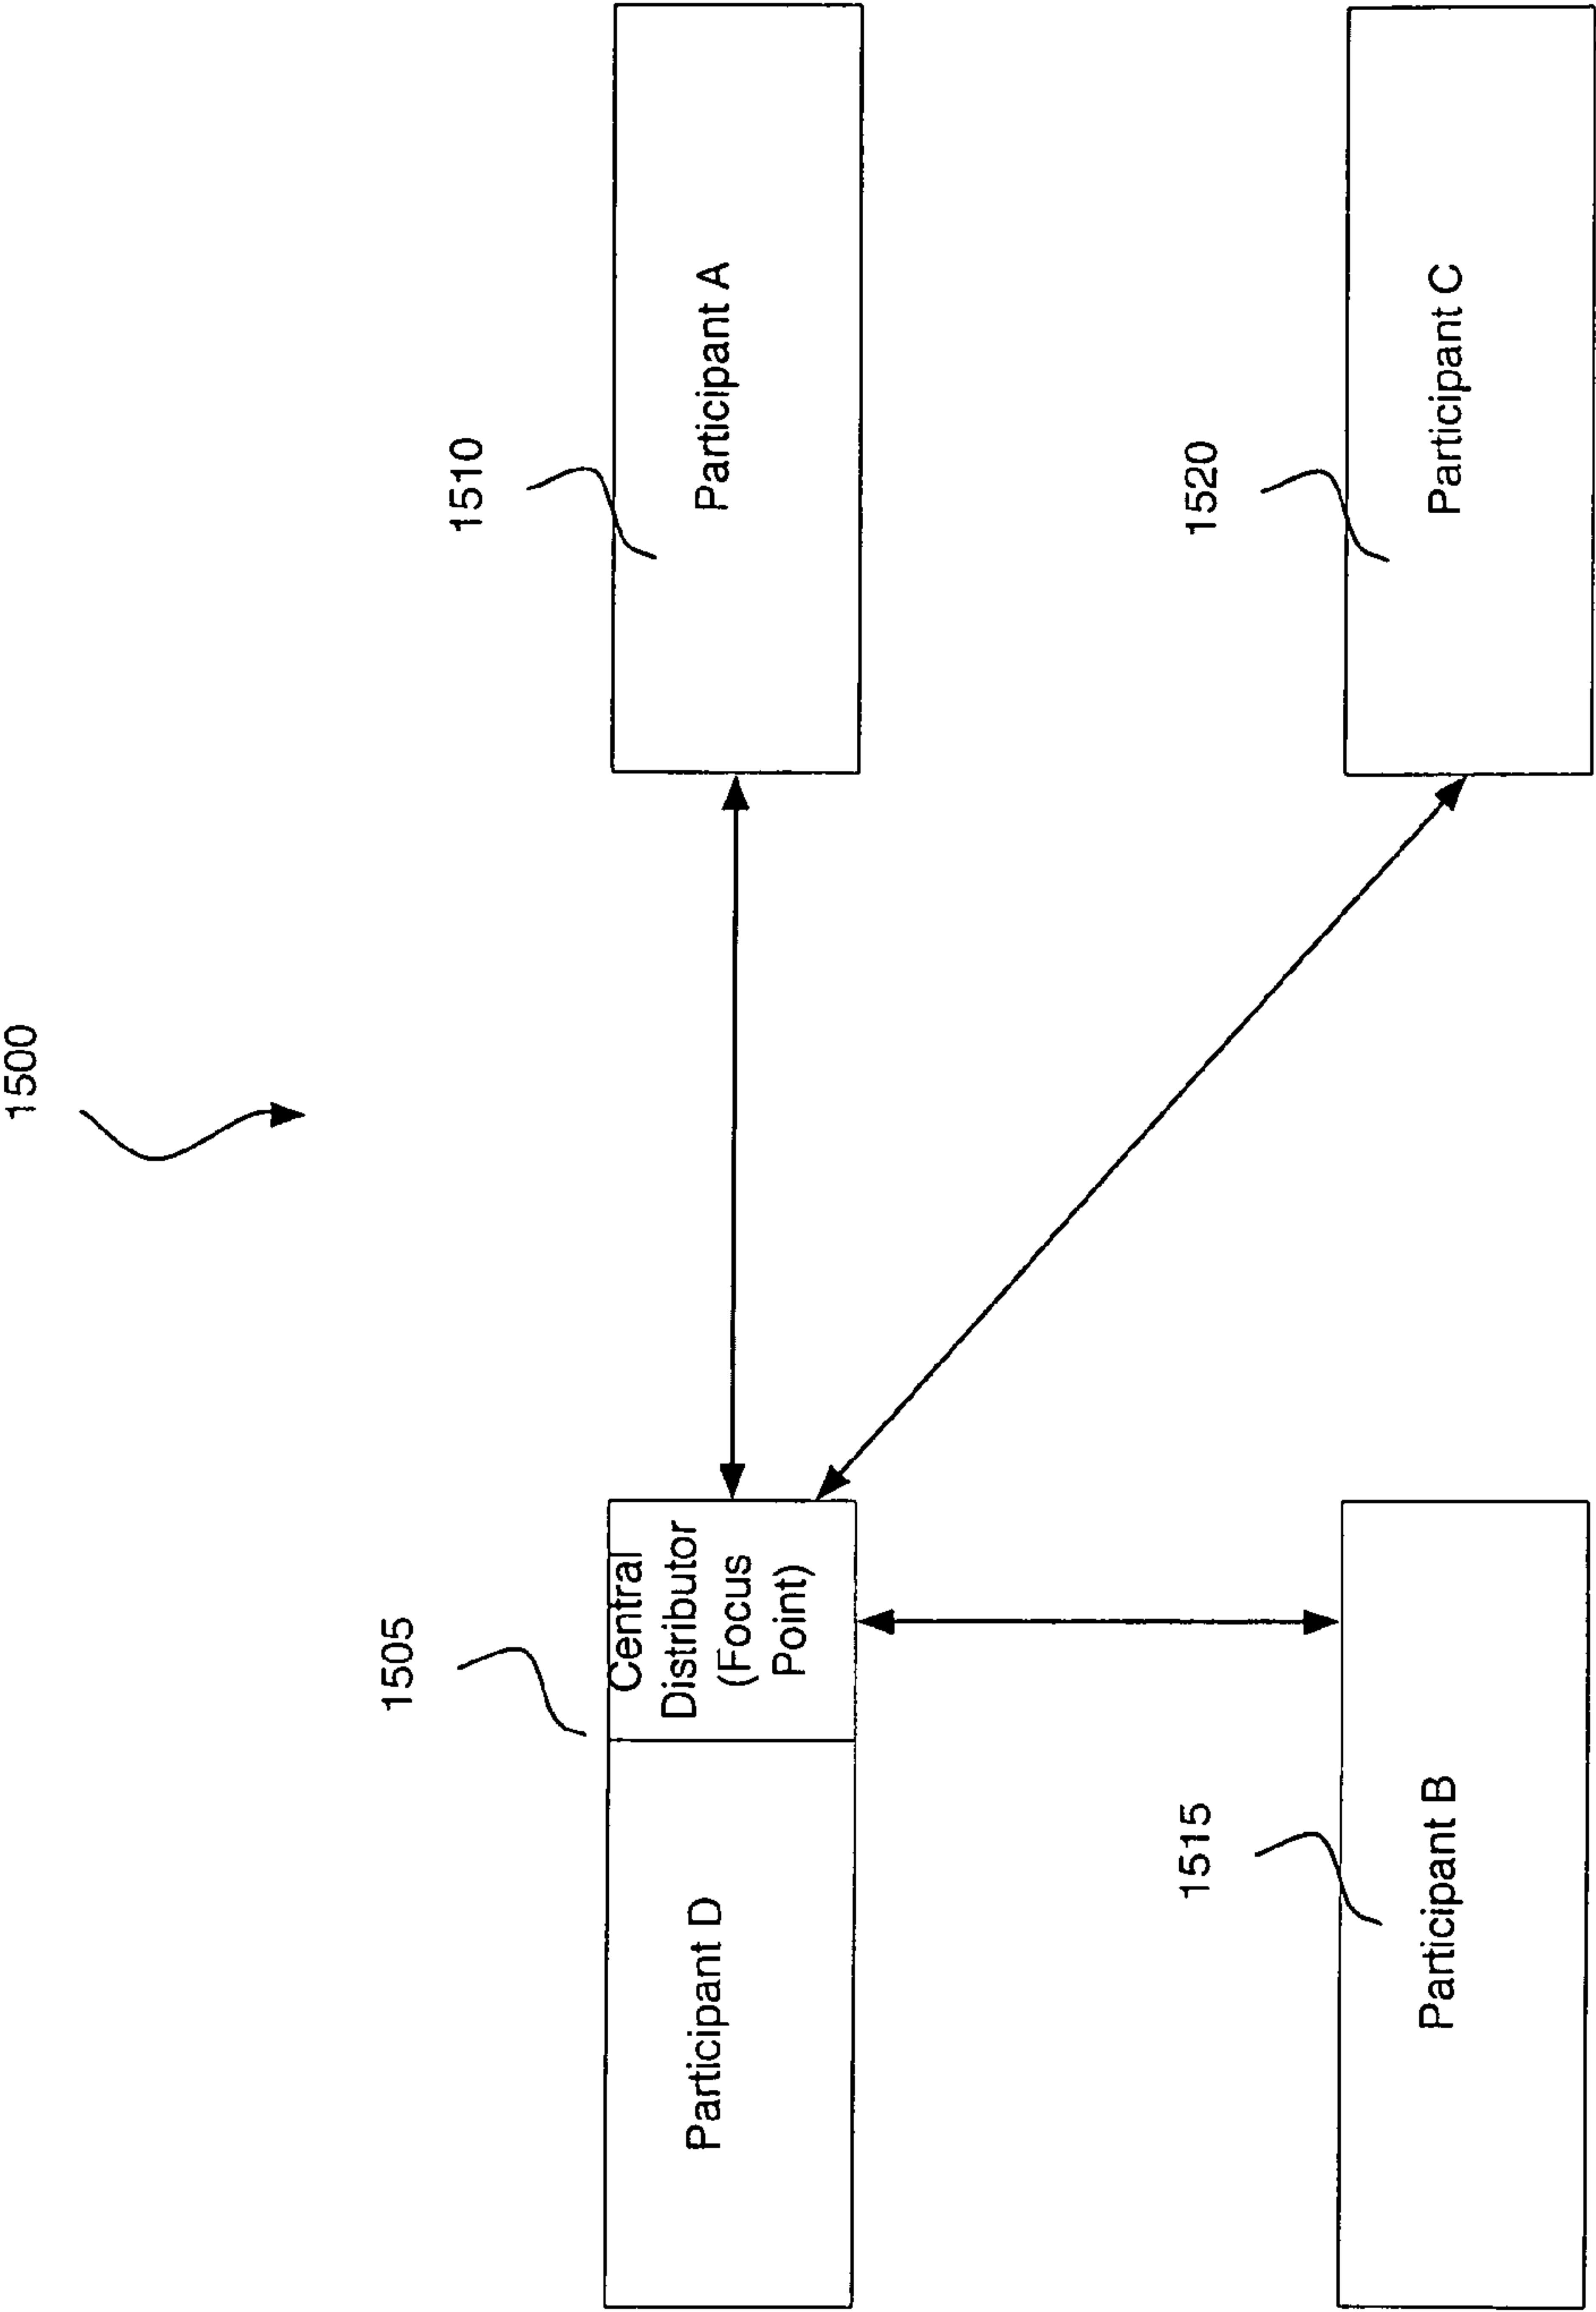 1500
1505
1510
Participant D
Central
Distributor
(Focus
Point)
Participant A
1515
1520
Participant B
Participant C